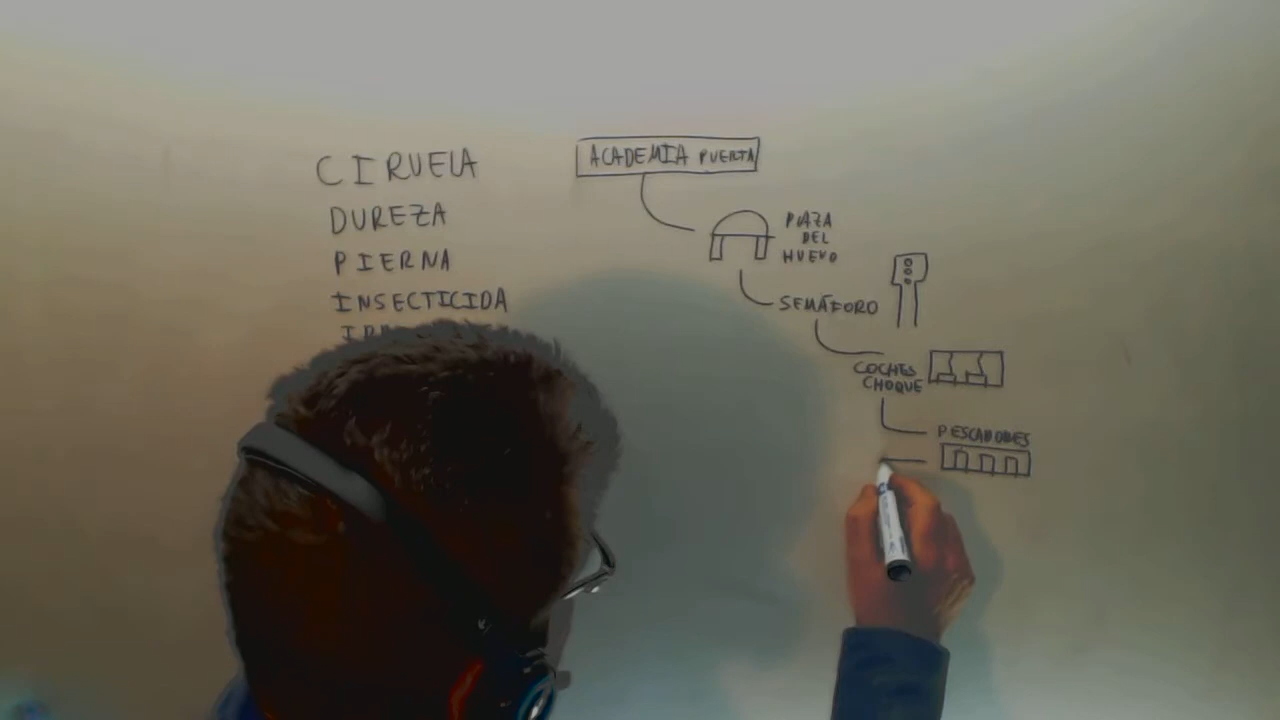 CIRUELA
DUREZA
PIERNA
INSECTICIDA
ACADEMIA PUERTA
PLAZA
DEL
HUEVO
SEMÁFORO
COCHES
CHOQUE
PESCADORES